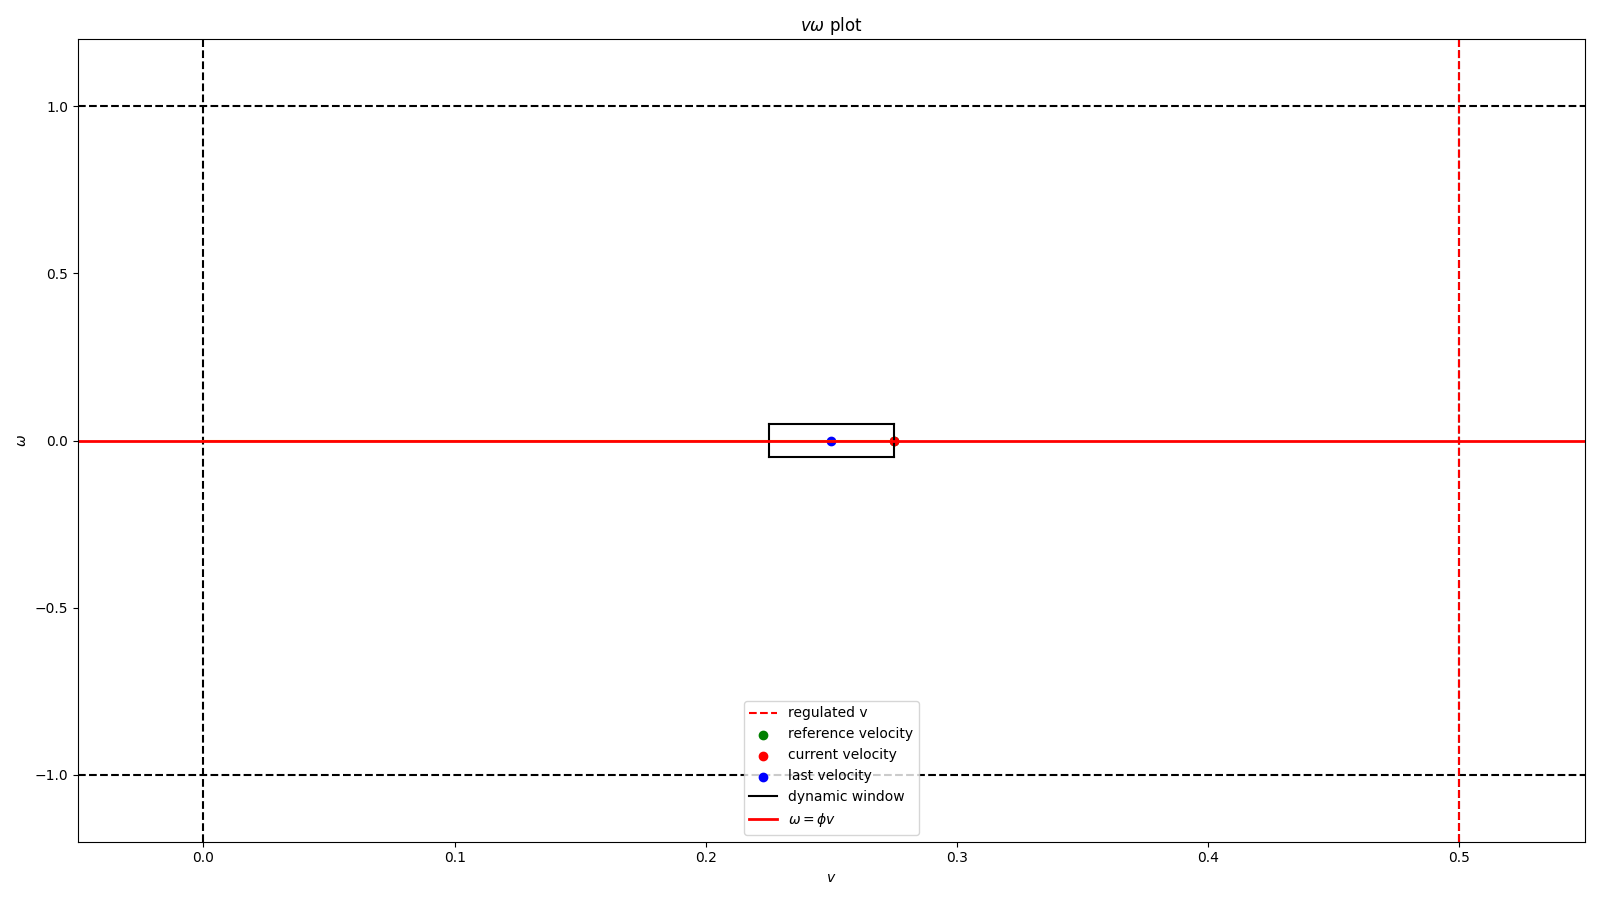 vω plot
1.0
0.5
0.0
−0.5
−1.0
ω
regulated v
reference velocity
current velocity
last velocity
dynamic window
ω = ϕv
0.0 0.1 0.2 0.3 0.4 0.5
v